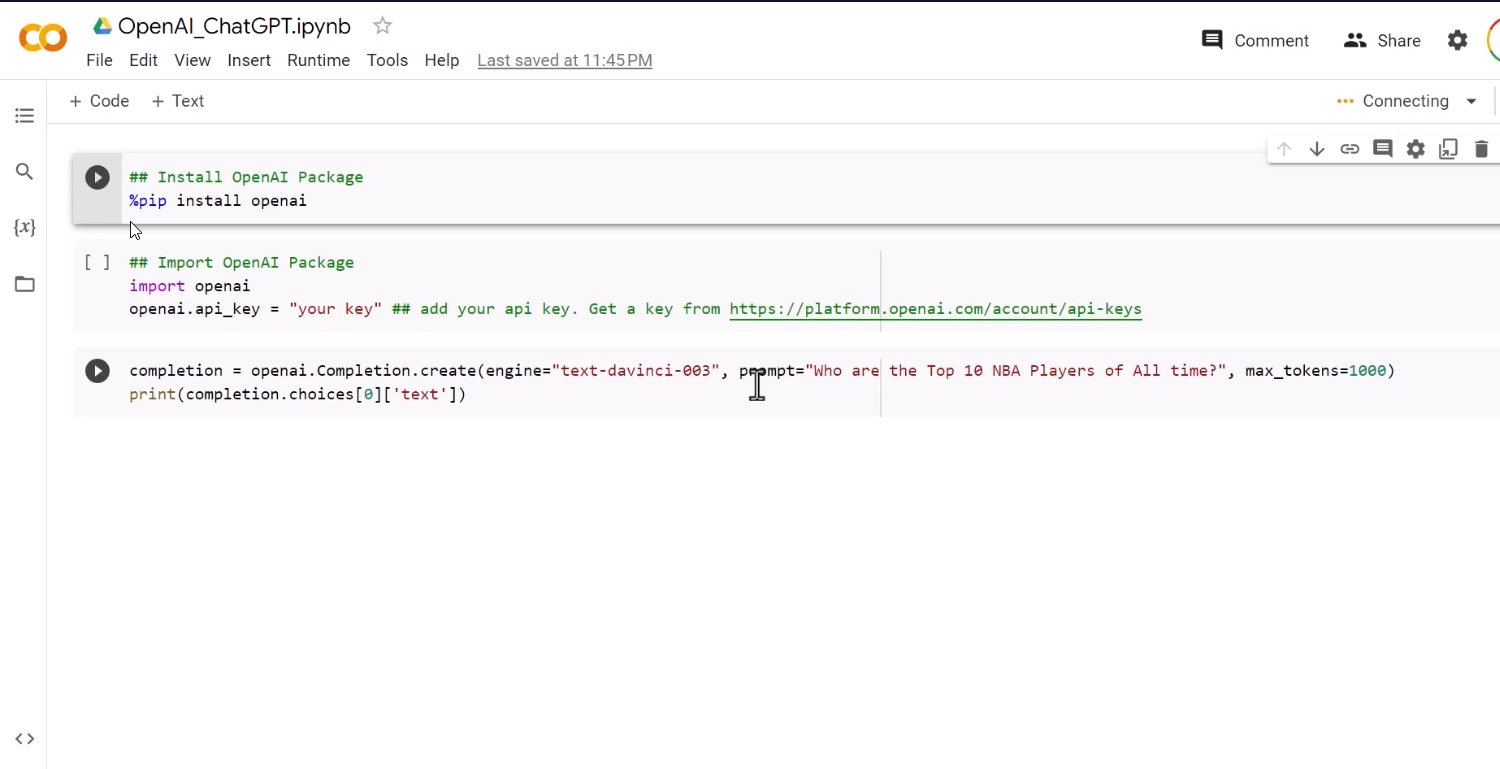 OpenAI_ChatGPT.ipynb
Comment Share
File Edit View Insert Runtime Tools Help Last saved at 11:45 PM
+ Code + Text
Connecting
## Install OpenAI Package
%pip install openai
{x}
[ ] ## Import OpenAI Package
import openai
openai.api_key = "your key" ## add your api key. Get a key from https://platform.openai.com/account/api-keys
completion = openai.Completion.create(engine="text-davinci-003", prompt="Who are the Top 10 NBA Players of All time?", max_tokens=1000)
print(completion.choices[0]['text'])